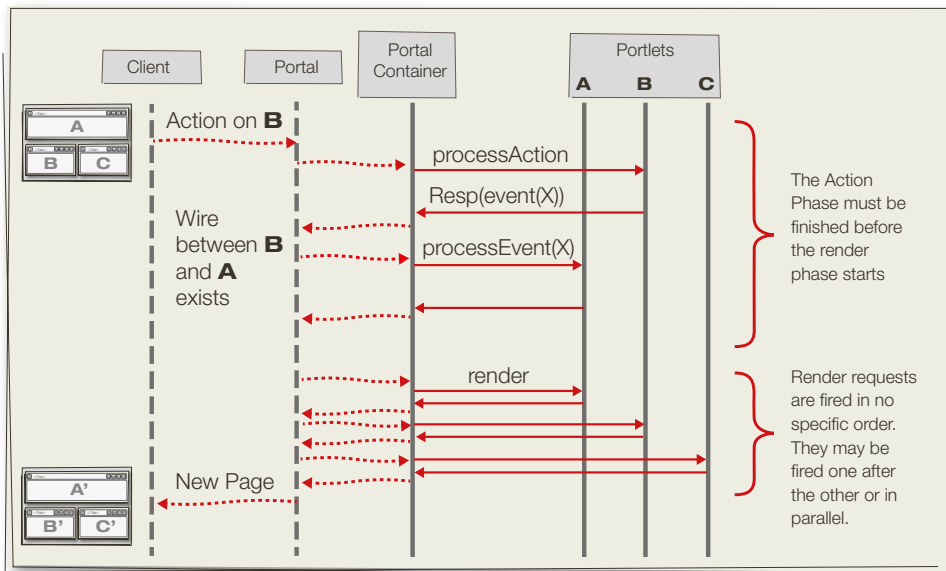 Client
Portal
Portal
Container
Portlets
A B C
A
B C
Action on B
processAction
Resp(event(X))
Wire
between B
and A
exists
processEvent(X)
The Action
Phase must be
finished before
the render
phase starts
render
Render requests
are fired in no
specific order.
They may be
fired one after
the other or in
parallel.
New Page
A'
B' C'